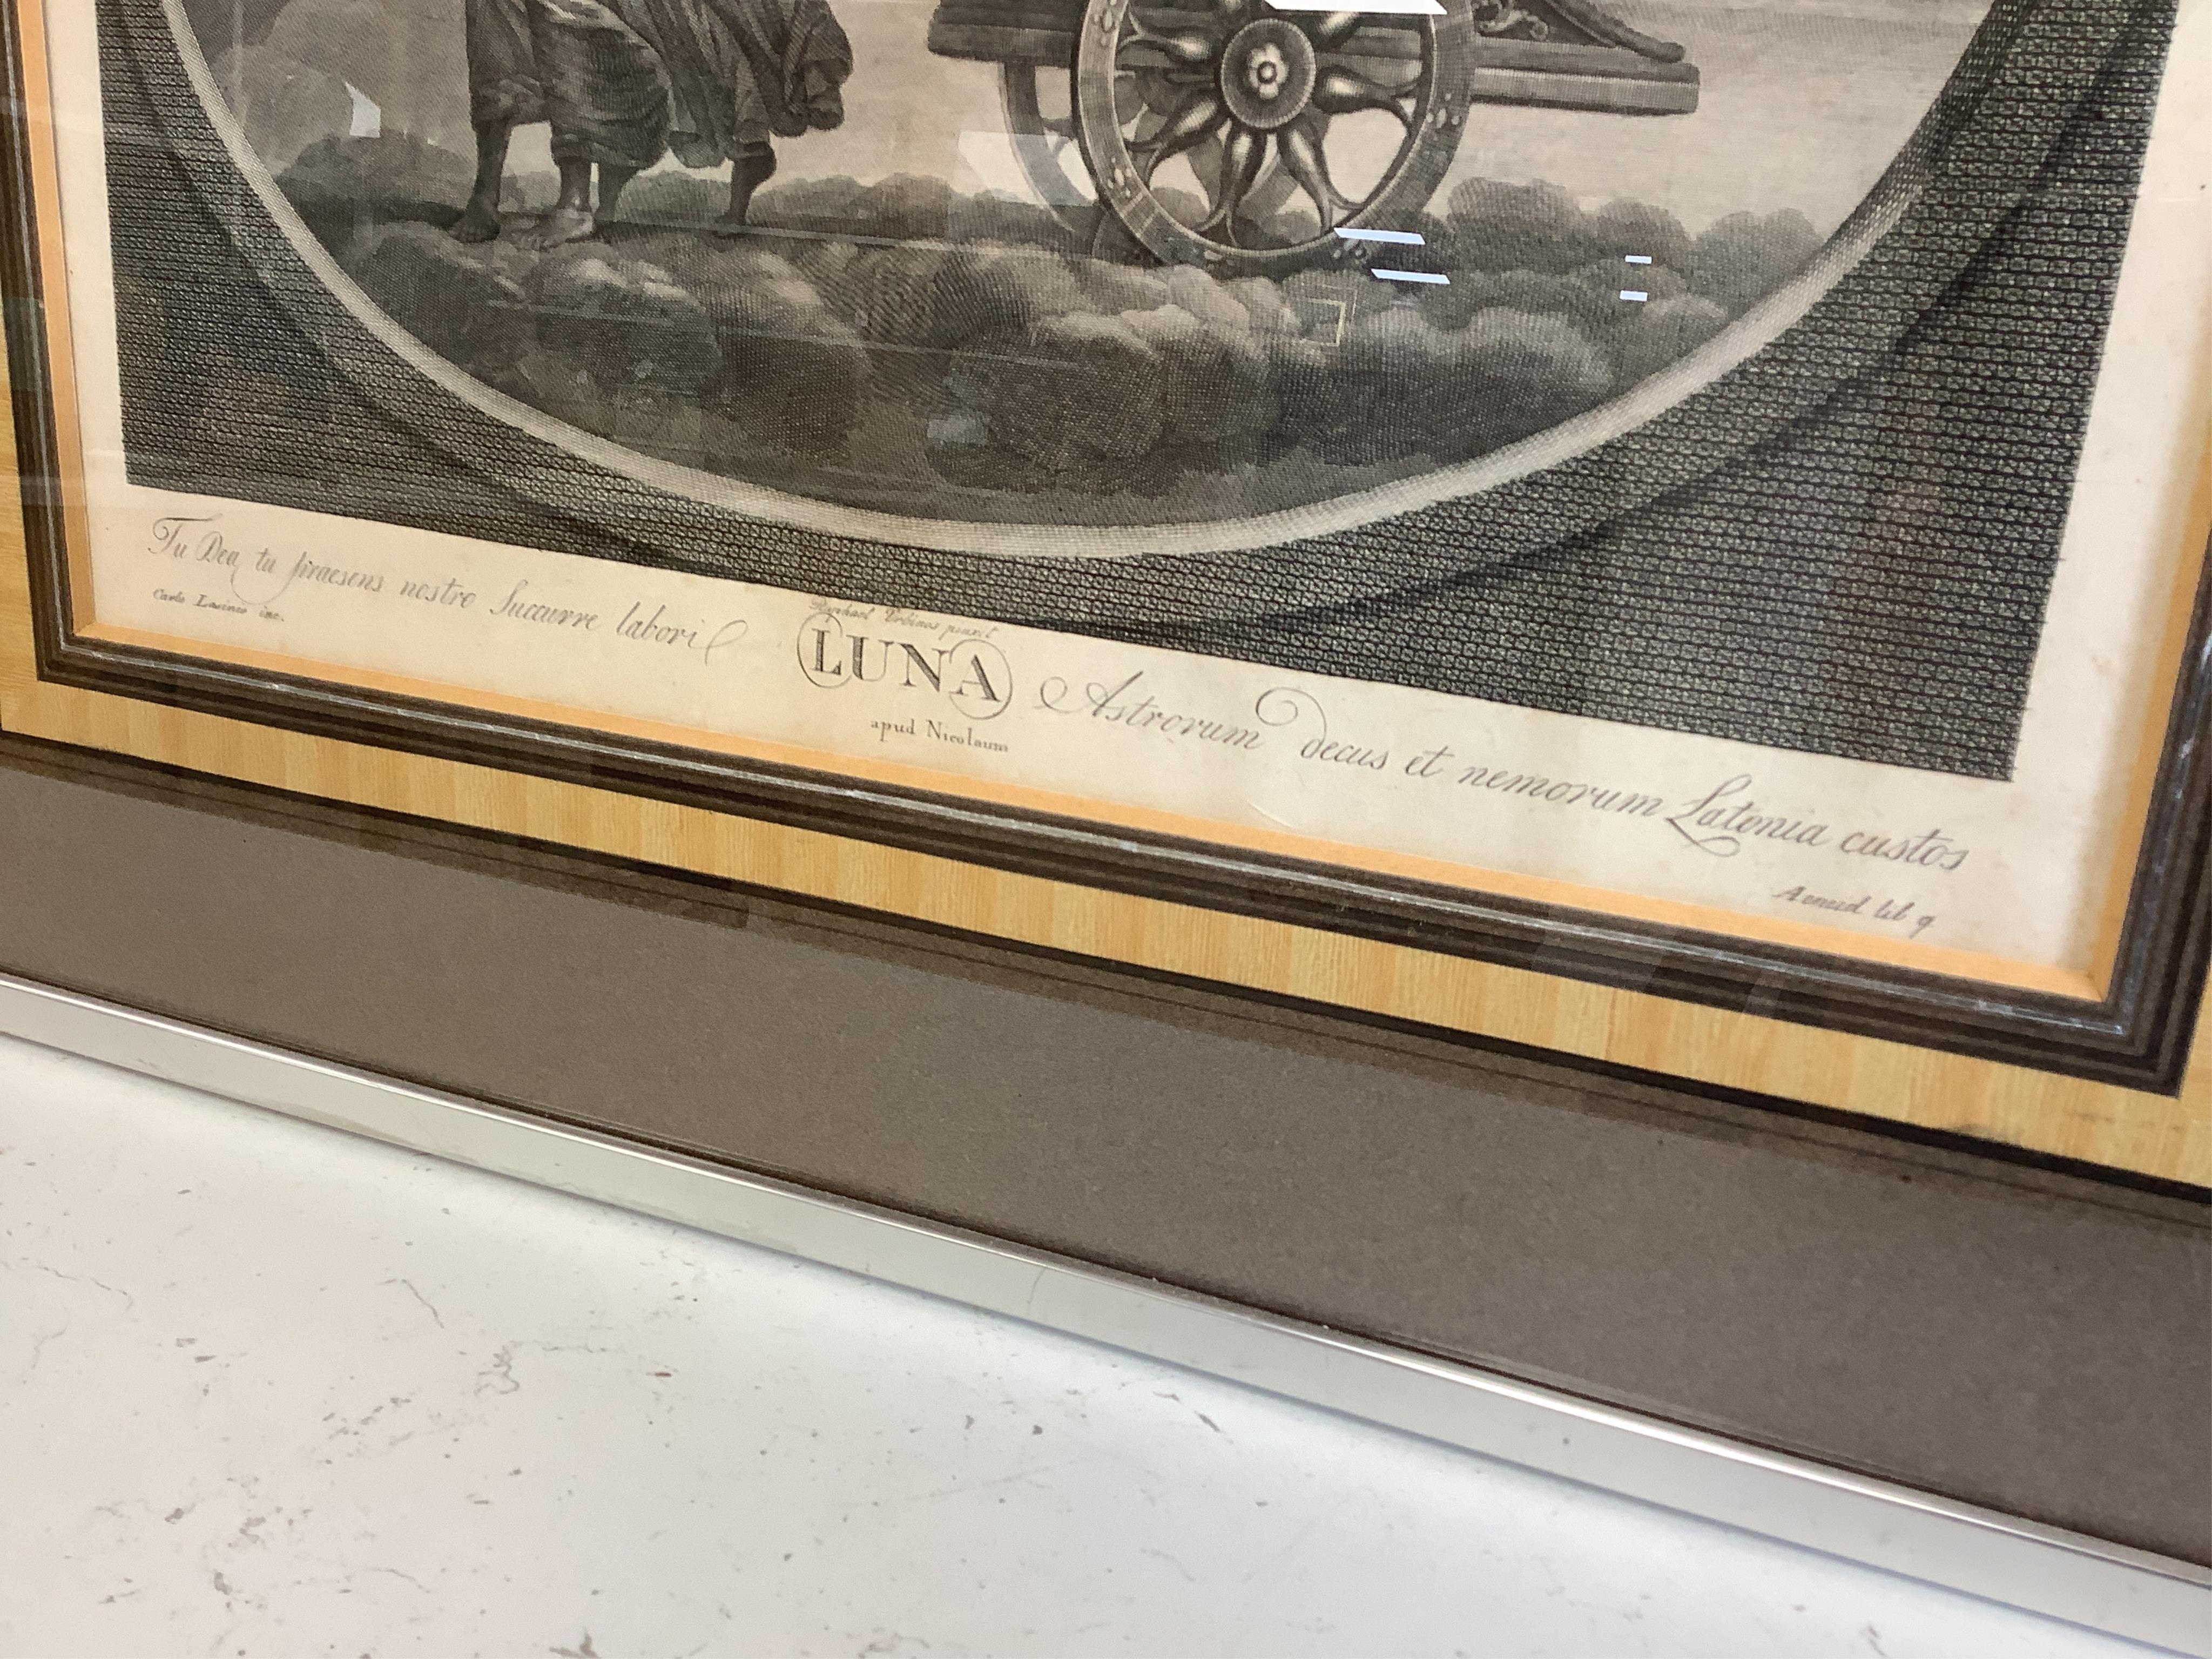 Tu Dea tu praesens nostro Succurre labori
Carlo Lasinio inc.
Raphael Urbinas pinxit
LUNA
apud Nicolaum
Astrorum decus et nemorum Latonia custos
Aeneid lib 9